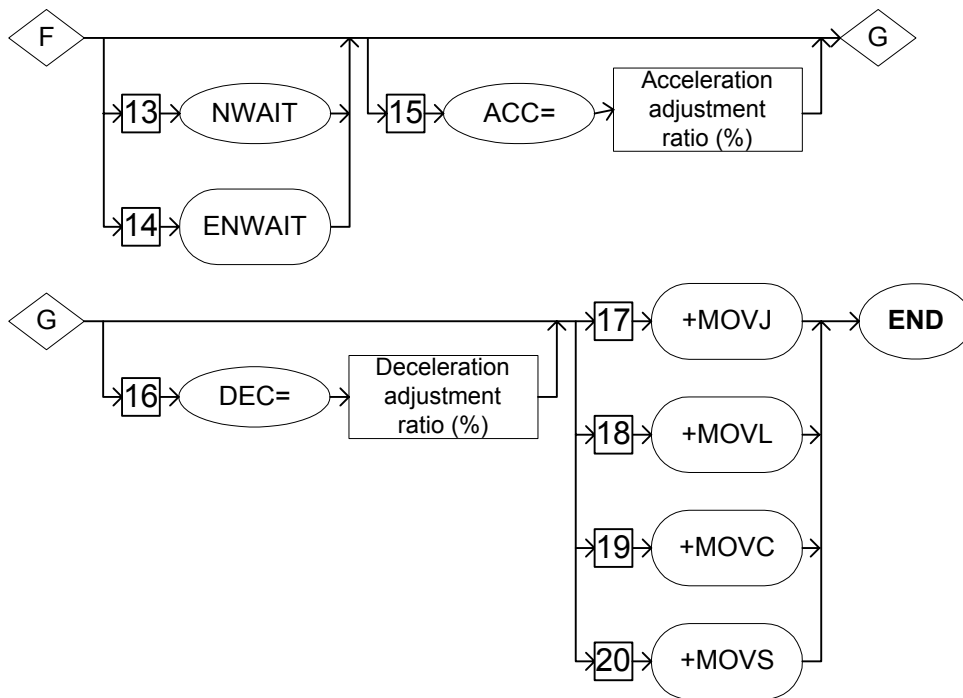 F
G
13
NWAIT
15
ACC=
Acceleration
adjustment
ratio (%)
14
ENWAIT
G
17
+MOVJ
END
16
DEC=
Deceleration
adjustment
ratio (%)
18
+MOVL
19
+MOVC
20
+MOVS